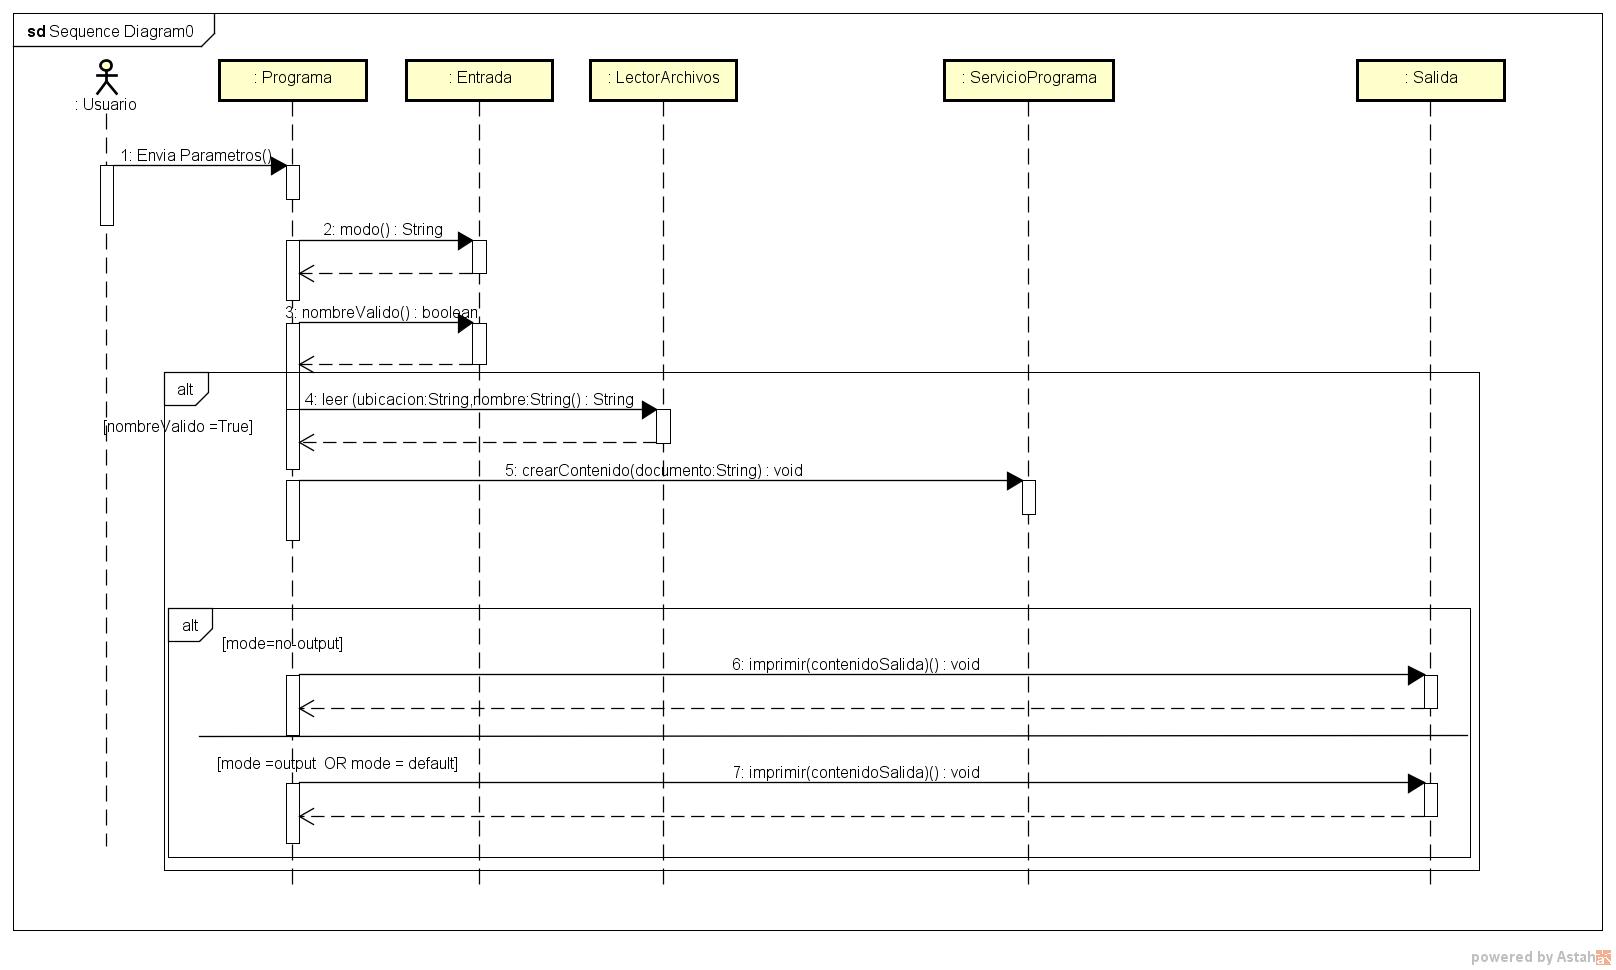 sd Sequence Diagram0
: Usuario
: Programa
: Entrada
: LectorArchivos
: ServicioPrograma
: Salida
1: Envia Parametros()
2: modo() : String
3: nombreValido() : boolean
alt
4: leer (ubicacion:String,nombre:String() : String
[nombreValido =True]
5: crearContenido(documento:String) : void
alt
[mode=no-output]
6: imprimir(contenidoSalida)() : void
[mode =output  OR mode = default]
7: imprimir(contenidoSalida)() : void
powered by Astah